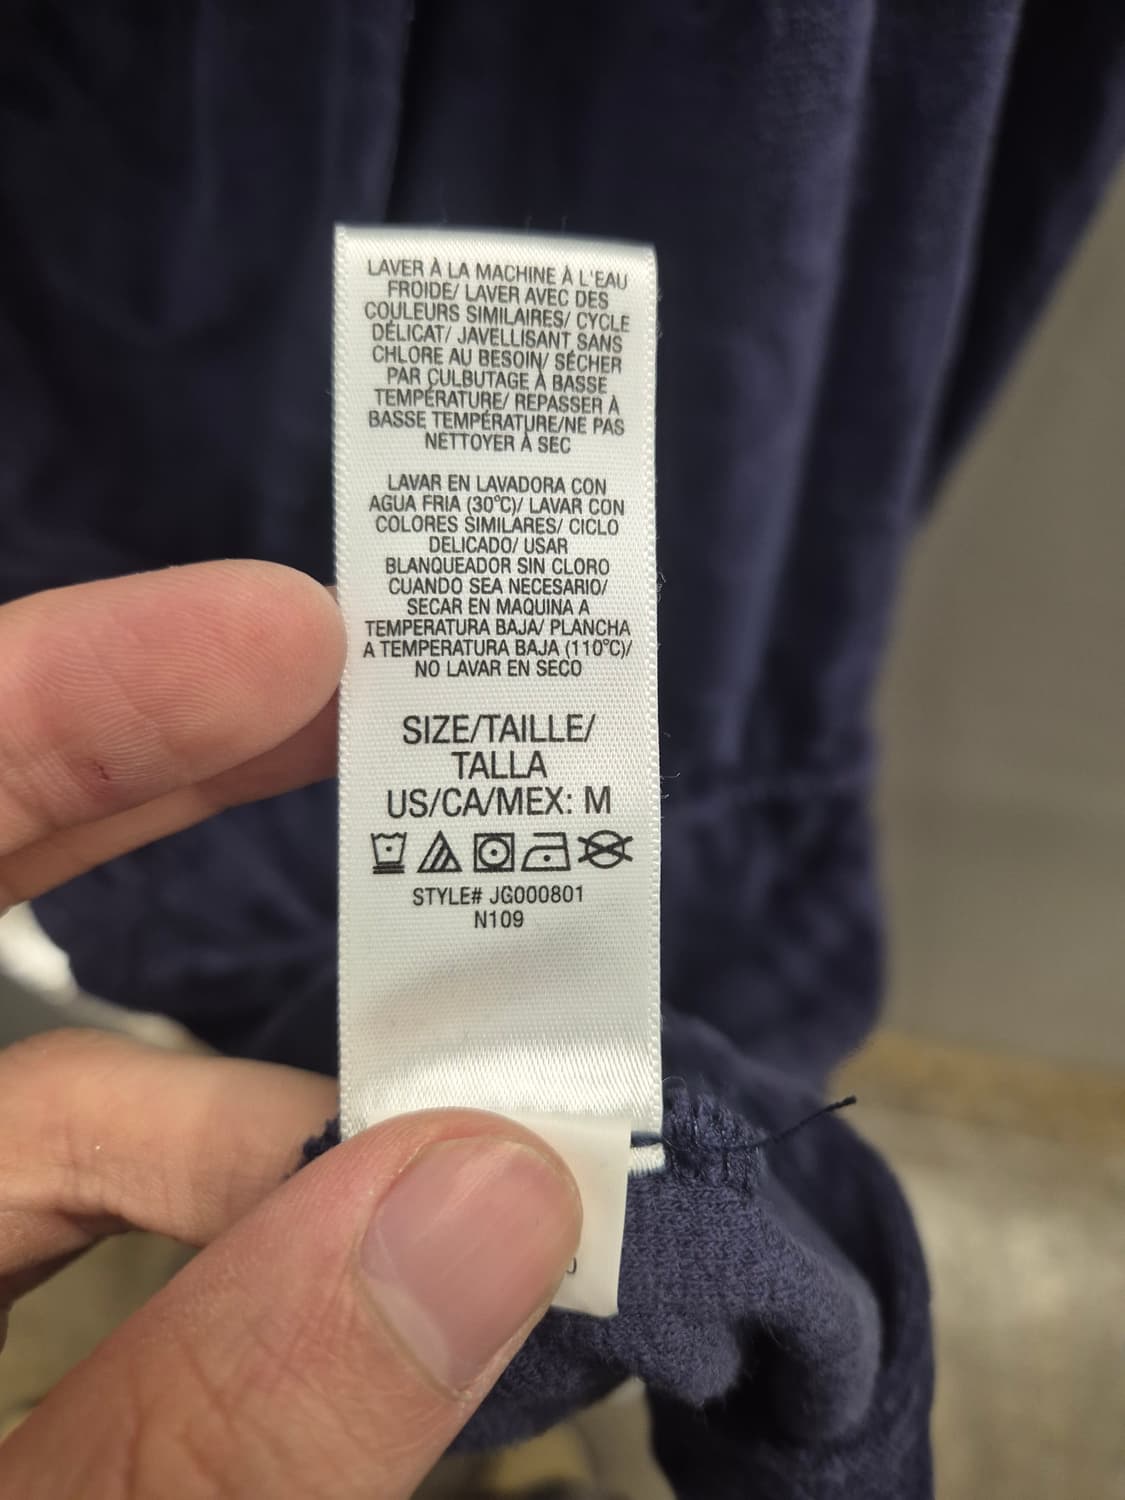 LAVER À LA MACHINE À L'EAU
FROIDE/ LAVER AVEC DES
COULEURS SIMILAIRES/ CYCLE
DÉLICAT/ JAVELLISANT SANS
CHLORE AU BESOIN/ SÉCHER
PAR CULBUTAGE À BASSE
TEMPÉRATURE/ REPASSER À
BASSE TEMPÉRATURE/NE PAS
NETTOYER À SEC
LAVAR EN LAVADORA CON
AGUA FRIA (30°C)/ LAVAR CON
COLORES SIMILARES/ CICLO
DELICADO/ USAR
BLANQUEADOR SIN CLORO
CUANDO SEA NECESARIO/
SECAR EN MAQUINA A
TEMPERATURA BAJA/ PLANCHA
A TEMPERATURA BAJA (110°C)/
NO LAVAR EN SECO
SIZE/TAILLE/
TALLA
US/CA/MEX: M
STYLE# JG000801
N109